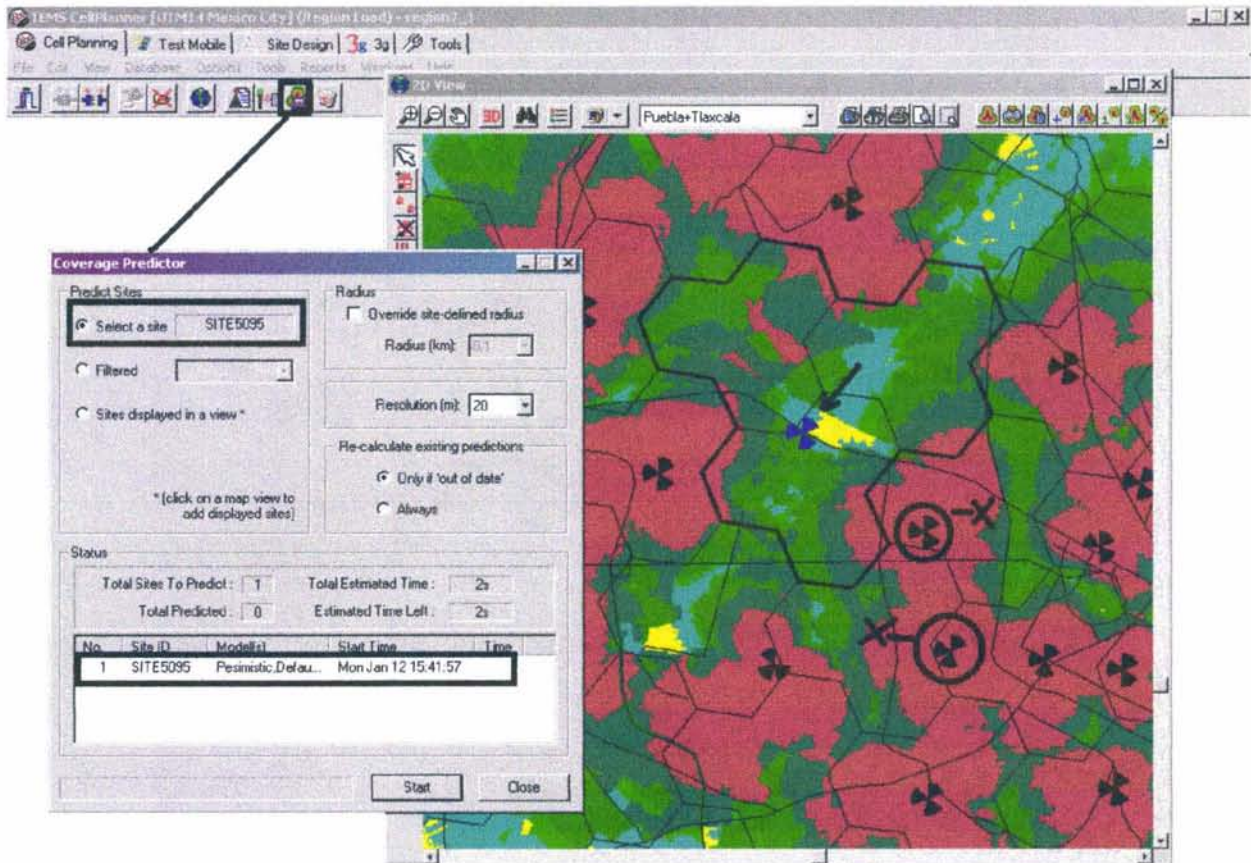 TEMS CellPlanner [UTM14 Mexico City] (Region Load) - region7_1
Cell Planning Test Mobile Site Design 3g 3g Tools
File Edit View Database Options Tools Reports Windows Help
2D View
3D Puebla+Tlaxcala
Coverage Predictor
Predict Sites
Select a site SITE5095
Filtered
Sites displayed in a view *
* (click on a map view to
add displayed sites)
Radius
Override site-defined radius
Radius (km):
Resolution (m): 20
Re-calculate existing predictions
Only if 'out of date'
Always
Status
Total Sites To Predict : 1 Total Estimated Time : 2s
Total Predicted : 0 Estimated Time Left : 2s
No. Site ID Model(s) Start Time Time
1 SITE5095 Pesimistic,Defau... Mon Jan 12 15:41:57
Start Close